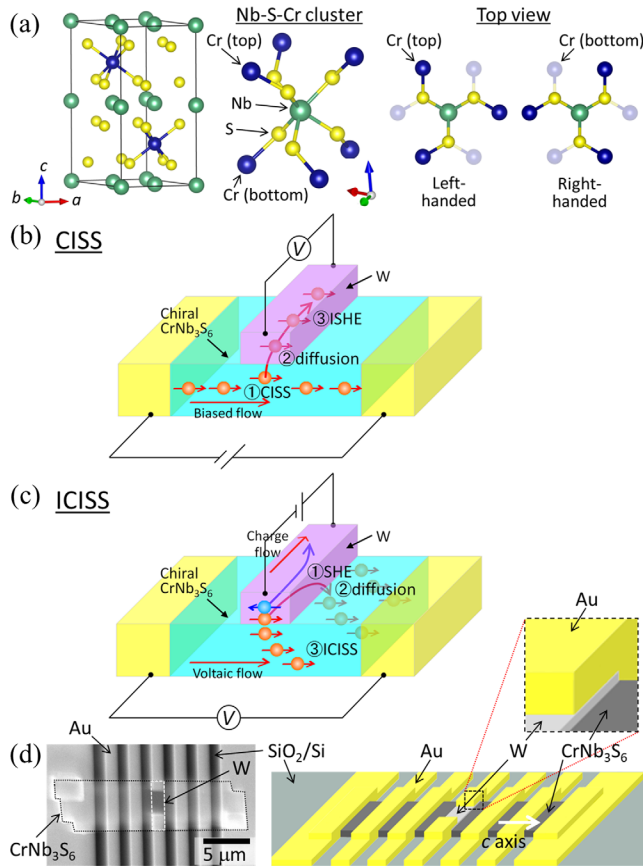 (a)
Nb-S-Cr cluster
Top view
Cr (top)
Nb
S
Cr (bottom)
c
b
a
Cr (top)
Cr (bottom)
Left-
handed
Right-
handed
(b) CISS
V
W
Chiral
CrNb3S6
③ISHE
②diffusion
①CISS
Biased flow
(c) ICISS
Charge
flow
W
Chiral
CrNb3S6
①SHE
②diffusion
③ICISS
Voltaic flow
V
Au
(d)
Au
SiO2/Si
W
CrNb3S6
5 μm
Au
W
CrNb3S6
c axis